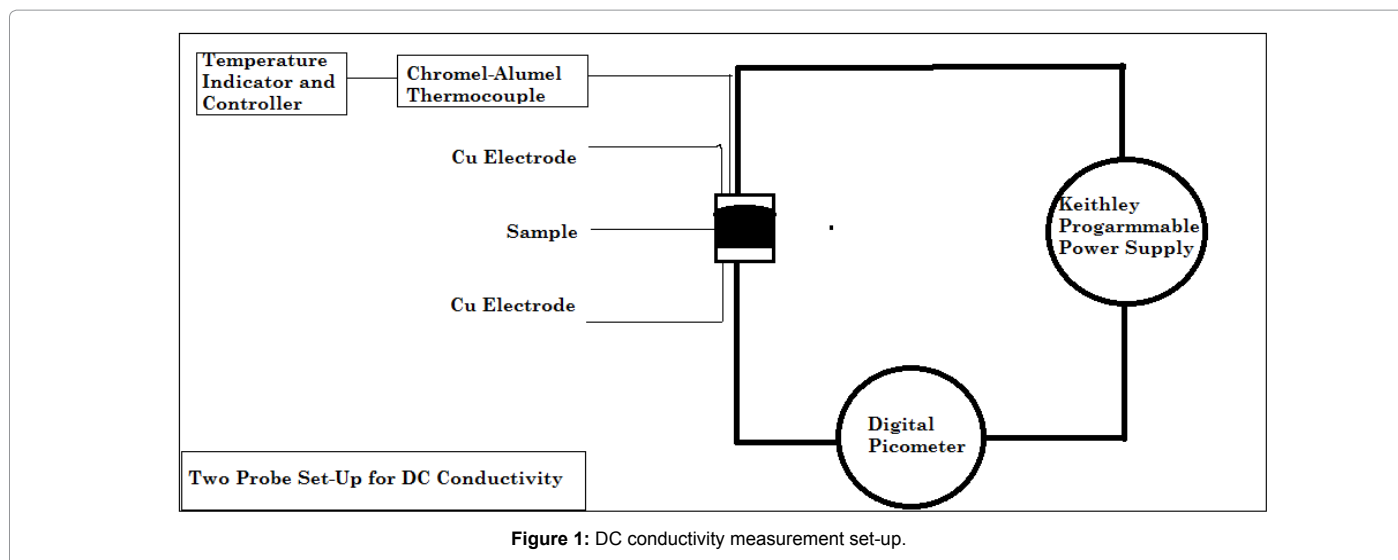 Temperature
Indicator and
Controller
Chromel-Alumel
Thermocouple
Cu Electrode
Sample
Cu Electrode
Keithley
Progarmmable
Power Supply
Digital
Picometer
Two Probe Set-Up for DC Conductivity
Figure 1: DC conductivity measurement set-up.